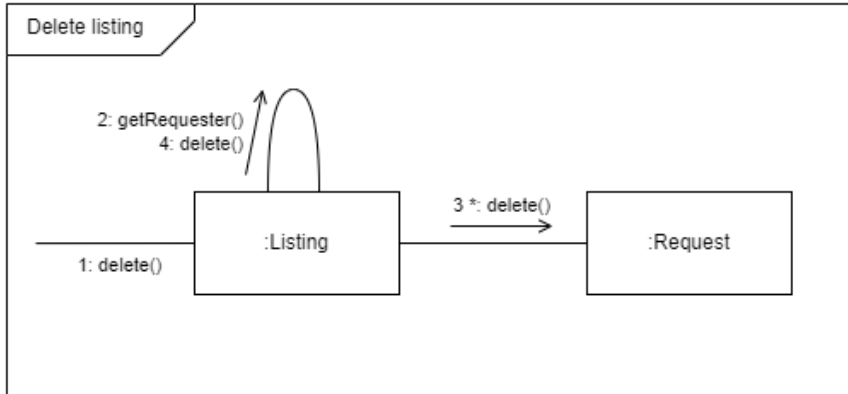 Delete listing
2: getRequester()
4: delete()
3 *: delete()
:Listing
:Request
1: delete()